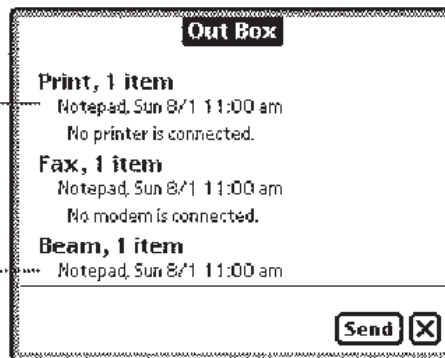 Out Box
Print, 1 item
Notepad, Sun 8/1 11:00 am
No printer is connected.
Fax, 1 item
Notepad, Sun 8/1 11:00 am
No modem is connected.
Beam, 1 item
Notepad, Sun 8/1 11:00 am
Send